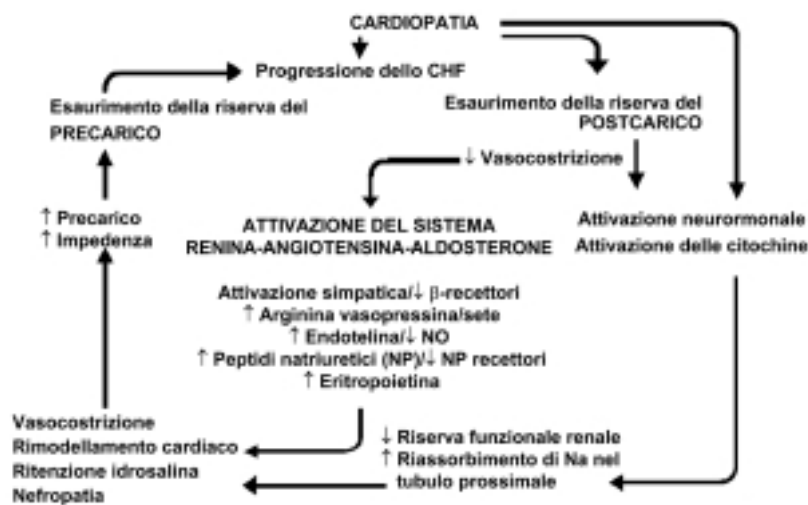 CARDIOPATIA
Progressione dello CHF
Esaurimento della riserva del
PRECARICO
Esaurimento della riserva del
POSTCARICO
↓ Vasocostrizione
↑ Precarico
↑ Impedenza
ATTIVAZIONE DEL SISTEMA
RENINA-ANGIOTENSINA-ALDOSTERONE
Attivazione neurormonale
Attivazione delle citochine
Attivazione simpatica/↓ β-recettori
↑ Arginina vasopressina/sete
↑ Endotelina/↓ NO
↑ Peptidi natriuretici (NP)/↓ NP recettori
↑ Eritropoietina
Vasocostrizione
Rimodellamento cardiaco
Ritenzione idrosalina
Nefropatia
↓ Riserva funzionale renale
↑ Riassorbimento di Na nel
tubulo prossimale